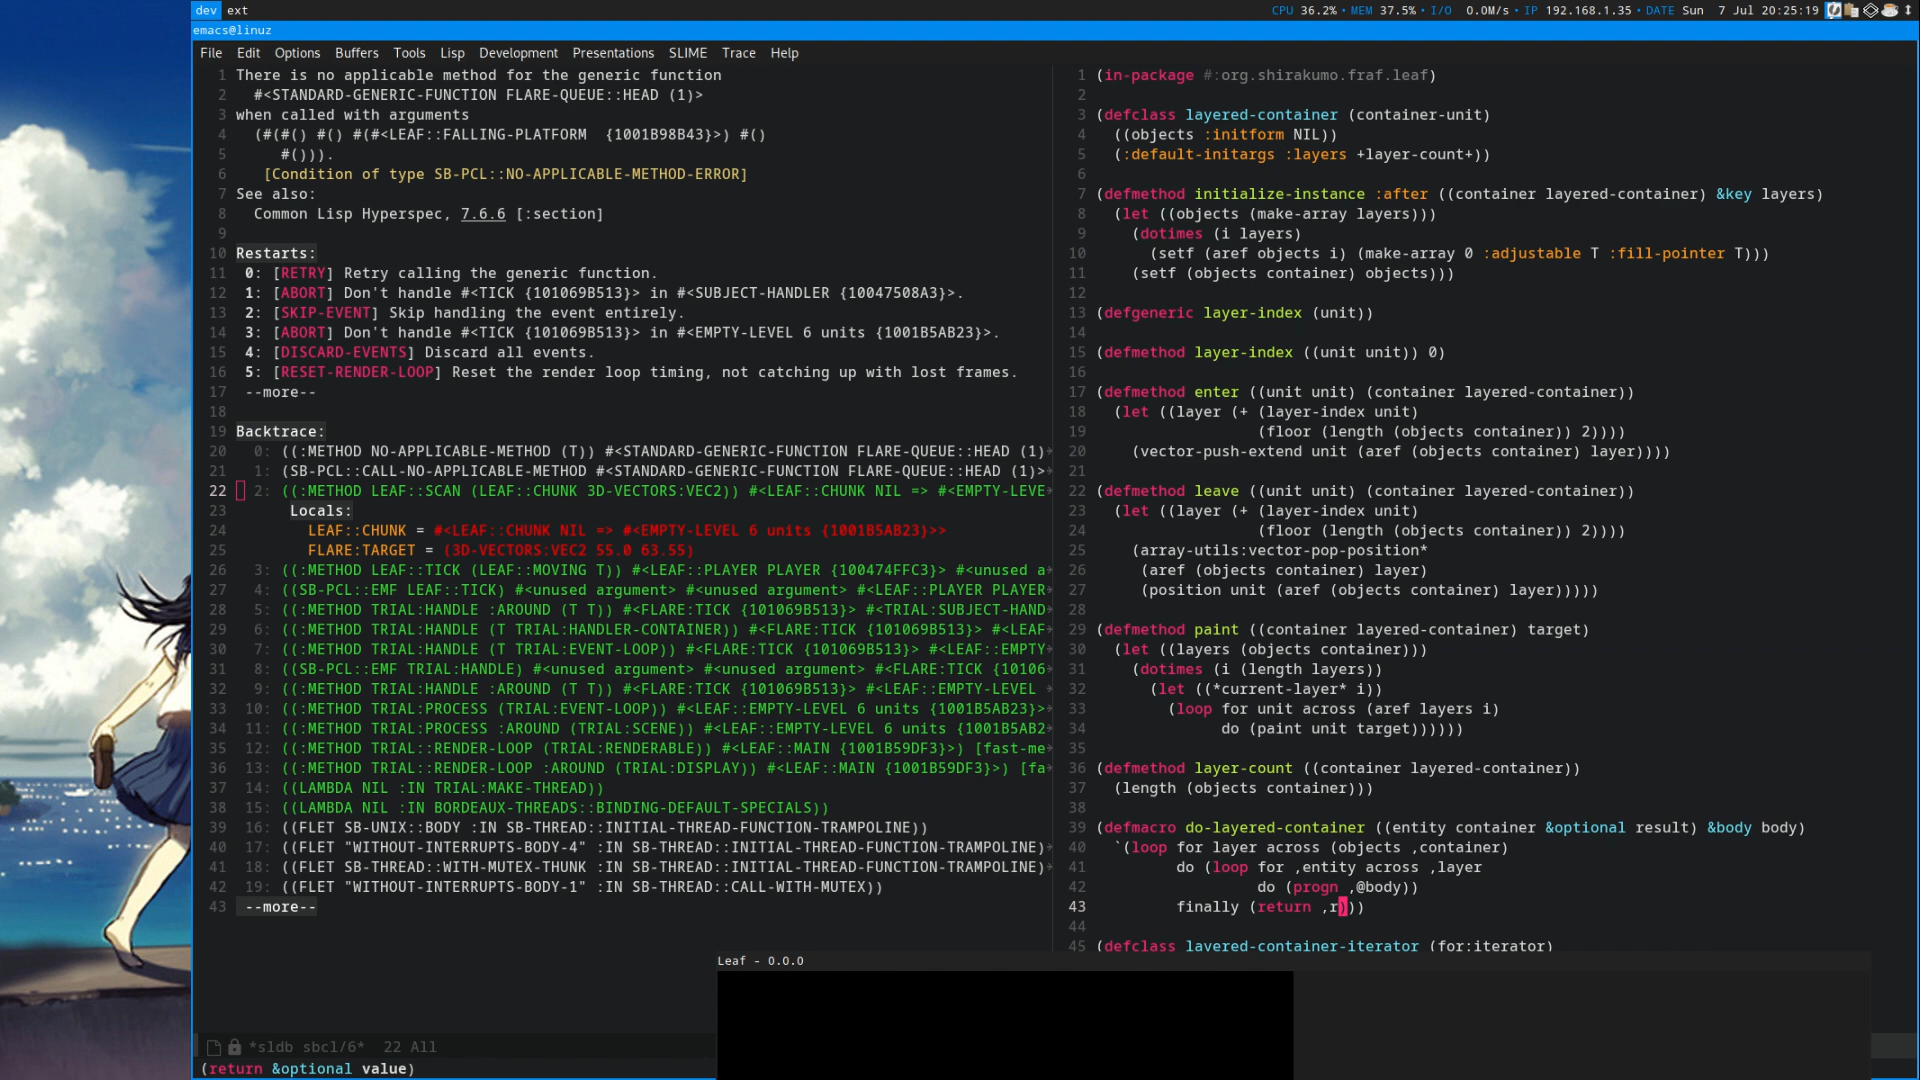 dev ext
CPU 36.2% • MEM 37.5% • I/O 0.0M/s • IP 192.168.1.35 • DATE Sun 7 Jul 20:25:19
emacs@linuz
File Edit Options Buffers Tools Lisp Development Presentations SLIME Trace Help
1 There is no applicable method for the generic function
2 #<STANDARD-GENERIC-FUNCTION FLARE-QUEUE::HEAD (1)>
3 when called with arguments
4 (#(#() #() #(#<LEAF::FALLING-PLATFORM {1001B98B43}>) #()
5 #())).
6 [Condition of type SB-PCL::NO-APPLICABLE-METHOD-ERROR]
7 See also:
8 Common Lisp Hyperspec, 7.6.6 [:section]
9
10 Restarts:
11 0: [RETRY] Retry calling the generic function.
12 1: [ABORT] Don't handle #<TICK {101069B513}> in #<SUBJECT-HANDLER {10047508A3}>.
13 2: [SKIP-EVENT] Skip handling the event entirely.
14 3: [ABORT] Don't handle #<TICK {101069B513}> in #<EMPTY-LEVEL 6 units {1001B5AB23}>.
15 4: [DISCARD-EVENTS] Discard all events.
16 5: [RESET-RENDER-LOOP] Reset the render loop timing, not catching up with lost frames.
17 --more--
18
19 Backtrace:
20 0: ((:METHOD NO-APPLICABLE-METHOD (T)) #<STANDARD-GENERIC-FUNCTION FLARE-QUEUE::HEAD (1)
21 1: (SB-PCL::CALL-NO-APPLICABLE-METHOD #<STANDARD-GENERIC-FUNCTION FLARE-QUEUE::HEAD (1)>
22 2: ((:METHOD LEAF::SCAN (LEAF::CHUNK 3D-VECTORS:VEC2)) #<LEAF::CHUNK NIL => #<EMPTY-LEVE
23 Locals:
24 LEAF::CHUNK = #<LEAF::CHUNK NIL => #<EMPTY-LEVEL 6 units {1001B5AB23}>>
25 FLARE:TARGET = (3D-VECTORS:VEC2 55.0 63.55)
26 3: ((:METHOD LEAF::TICK (LEAF::MOVING T)) #<LEAF::PLAYER PLAYER {100474FFC3}> #<unused a
27 4: ((SB-PCL::EMF LEAF::TICK) #<unused argument> #<unused argument> #<LEAF::PLAYER PLAYER
28 5: ((:METHOD TRIAL:HANDLE :AROUND (T T)) #<FLARE:TICK {101069B513}> #<TRIAL:SUBJECT-HAND
29 6: ((:METHOD TRIAL:HANDLE (T TRIAL:HANDLER-CONTAINER)) #<FLARE:TICK {101069B513}> #<LEAF
30 7: ((:METHOD TRIAL:HANDLE (T TRIAL:EVENT-LOOP)) #<FLARE:TICK {101069B513}> #<LEAF::EMPTY
31 8: ((SB-PCL::EMF TRIAL:HANDLE) #<unused argument> #<unused argument> #<FLARE:TICK {10106
32 9: ((:METHOD TRIAL:HANDLE :AROUND (T T)) #<FLARE:TICK {101069B513}> #<LEAF::EMPTY-LEVEL
33 10: ((:METHOD TRIAL:PROCESS (TRIAL:EVENT-LOOP)) #<LEAF::EMPTY-LEVEL 6 units {1001B5AB23}>
34 11: ((:METHOD TRIAL:PROCESS :AROUND (TRIAL:SCENE)) #<LEAF::EMPTY-LEVEL 6 units {1001B5AB2
35 12: ((:METHOD TRIAL::RENDER-LOOP (TRIAL:RENDERABLE)) #<LEAF::MAIN {1001B59DF3}>) [fast-me
36 13: ((:METHOD TRIAL::RENDER-LOOP :AROUND (TRIAL:DISPLAY)) #<LEAF::MAIN {1001B59DF3}>) [fa
37 14: ((LAMBDA NIL :IN TRIAL:MAKE-THREAD))
38 15: ((LAMBDA NIL :IN BORDEAUX-THREADS::BINDING-DEFAULT-SPECIALS))
39 16: ((FLET SB-UNIX::BODY :IN SB-THREAD::INITIAL-THREAD-FUNCTION-TRAMPOLINE))
40 17: ((FLET "WITHOUT-INTERRUPTS-BODY-4" :IN SB-THREAD::INITIAL-THREAD-FUNCTION-TRAMPOLINE)
41 18: ((FLET SB-THREAD::WITH-MUTEX-THUNK :IN SB-THREAD::INITIAL-THREAD-FUNCTION-TRAMPOLINE)
42 19: ((FLET "WITHOUT-INTERRUPTS-BODY-1" :IN SB-THREAD::CALL-WITH-MUTEX))
43 --more--
*sldb sbcl/6* 22 All
(return &optional value)
1 (in-package #:org.shirakumo.fraf.leaf)
2
3 (defclass layered-container (container-unit)
4 ((objects :initform NIL))
5 (:default-initargs :layers +layer-count+))
6
7 (defmethod initialize-instance :after ((container layered-container) &key layers)
8 (let ((objects (make-array layers)))
9 (dotimes (i layers)
10 (setf (aref objects i) (make-array 0 :adjustable T :fill-pointer T)))
11 (setf (objects container) objects)))
12
13 (defgeneric layer-index (unit))
14
15 (defmethod layer-index ((unit unit)) 0)
16
17 (defmethod enter ((unit unit) (container layered-container))
18 (let ((layer (+ (layer-index unit)
19 (floor (length (objects container)) 2))))
20 (vector-push-extend unit (aref (objects container) layer))))
21
22 (defmethod leave ((unit unit) (container layered-container))
23 (let ((layer (+ (layer-index unit)
24 (floor (length (objects container)) 2))))
25 (array-utils:vector-pop-position*
26 (aref (objects container) layer)
27 (position unit (aref (objects container) layer)))))
28
29 (defmethod paint ((container layered-container) target)
30 (let ((layers (objects container)))
31 (dotimes (i (length layers))
32 (let ((*current-layer* i))
33 (loop for unit across (aref layers i)
34 do (paint unit target))))))
35
36 (defmethod layer-count ((container layered-container))
37 (length (objects container)))
38
39 (defmacro do-layered-container ((entity container &optional result) &body body)
40 `(loop for layer across (objects ,container)
41 do (loop for ,entity across ,layer
42 do (progn ,@body))
43 finally (return ,r)))
44
45 (defclass layered-container-iterator (for:iterator)
Leaf - 0.0.0